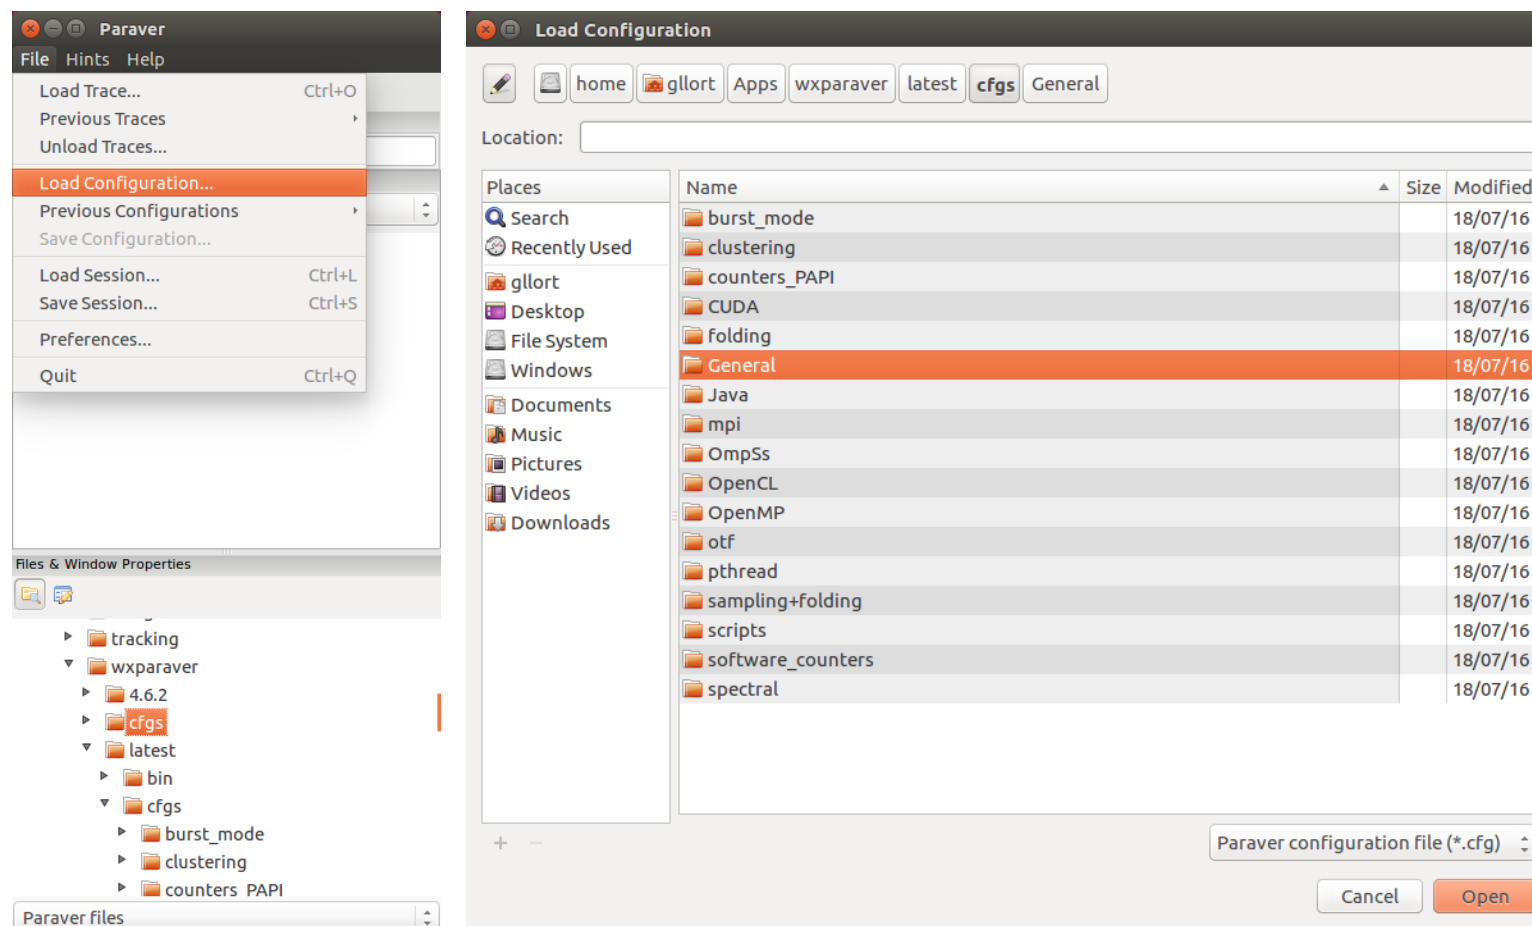 Paraver
File Hints Help
Load Trace... Ctrl+O
Previous Traces
Unload Traces...
Load Configuration...
Previous Configurations
Save Configuration...
Load Session... Ctrl+L
Save Session... Ctrl+S
Preferences...
Quit Ctrl+Q
Files & Window Properties
tracking
wxparaver
4.6.2
cfgs
latest
bin
cfgs
burst_mode
clustering
counters_PAPI
Paraver files
Load Configuration
home gllort Apps wxparaver latest cfgs General
Location:
Places
Search
Recently Used
gllort
Desktop
File System
Windows
Documents
Music
Pictures
Videos
Downloads
Name Size Modified
burst_mode 18/07/16
clustering 18/07/16
counters_PAPI 18/07/16
CUDA 18/07/16
folding 18/07/16
General 18/07/16
Java 18/07/16
mpi 18/07/16
OmpSs 18/07/16
OpenCL 18/07/16
OpenMP 18/07/16
otf 18/07/16
pthread 18/07/16
sampling+folding 18/07/16
scripts 18/07/16
software_counters 18/07/16
spectral 18/07/16
Paraver configuration file (*.cfg)
Cancel Open